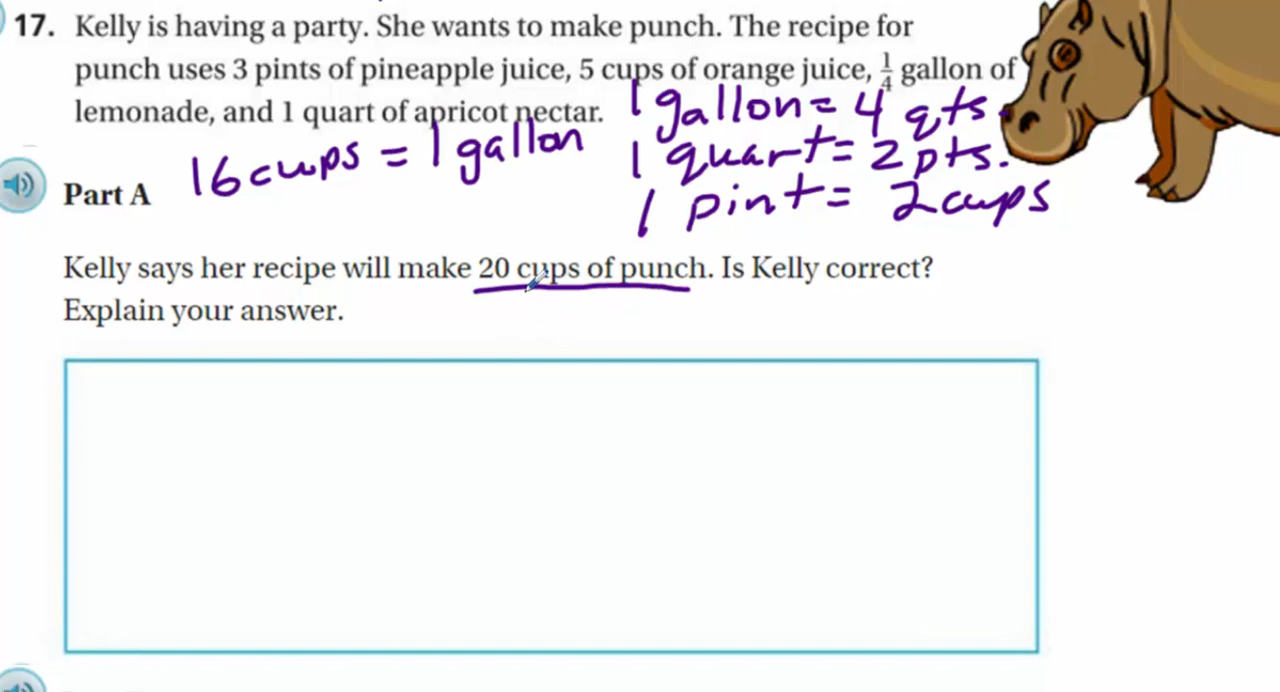 17. Kelly is having a party. She wants to make punch. The recipe for
punch uses 3 pints of pineapple juice, 5 cups of orange juice, 1/4 gallon of
lemonade, and 1 quart of apricot nectar.
1 gallon = 4 qts.
16 cups = 1 gallon
1 quart = 2 pts.
1 pint = 2 cups
Part A
Kelly says her recipe will make 20 cups of punch. Is Kelly correct?
Explain your answer.